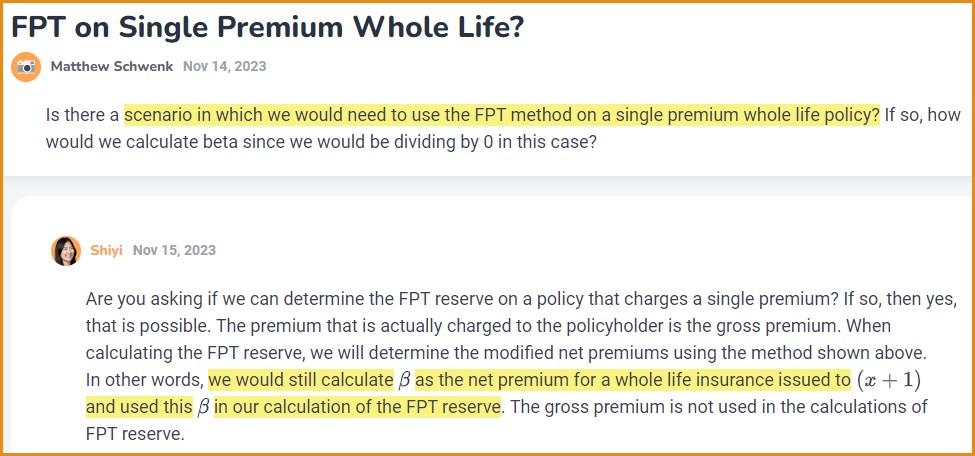 FPT on Single Premium Whole Life?
Matthew Schwenk Nov 14, 2023
Is there a scenario in which we would need to use the FPT method on a single premium whole life policy? If so, how
would we calculate beta since we would be dividing by 0 in this case?
Shiyi Nov 15, 2023
Are you asking if we can determine the FPT reserve on a policy that charges a single premium? If so, then yes,
that is possible. The premium that is actually charged to the policyholder is the gross premium. When
calculating the FPT reserve, we will determine the modified net premiums using the method shown above.
In other words, we would still calculate β as the net premium for a whole life insurance issued to (x + 1)
and used this β in our calculation of the FPT reserve. The gross premium is not used in the calculations of
FPT reserve.